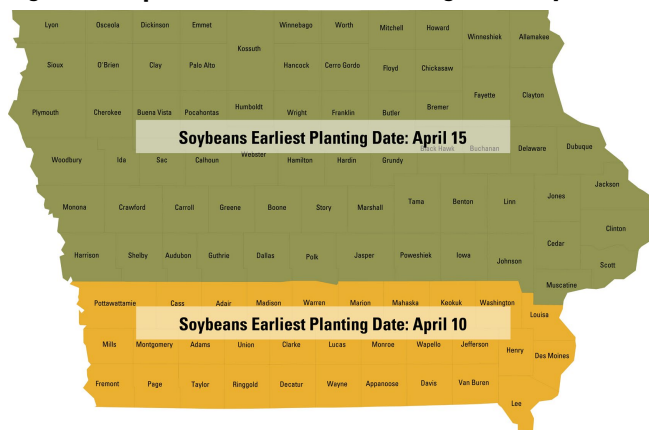 Lyon Osceola Dickinson Emmet Winnebago Worth Mitchell Howard
Winneshiek Allamakee
Kossuth
Sioux O'Brien Clay Palo Alto Hancock Cerro Gordo Floyd Chickasaw
Fayette Clayton
Plymouth Cherokee Buena Vista Pocahontas Humboldt Wright Franklin Butler Bremer
Soybeans Earliest Planting Date: April 15
Black Hawk Buchanan Delaware Dubuque
Woodbury Ida Sac Calhoun Webster Hamilton Hardin Grundy
Jackson
Monona Crawford Carroll Greene Boone Story Marshall Tama Benton Linn Jones
Clinton
Cedar
Harrison Shelby Audubon Guthrie Dallas Polk Jasper Poweshiek Iowa Johnson Scott
Muscatine
Pottawattamie Cass Adair Madison Warren Marion Mahaska Keokuk Washington
Louisa
Soybeans Earliest Planting Date: April 10
Mills Montgomery Adams Union Clarke Lucas Monroe Wapello Jefferson Henry Des Moines
Fremont Page Taylor Ringgold Decatur Wayne Appanoose Davis Van Buren
Lee